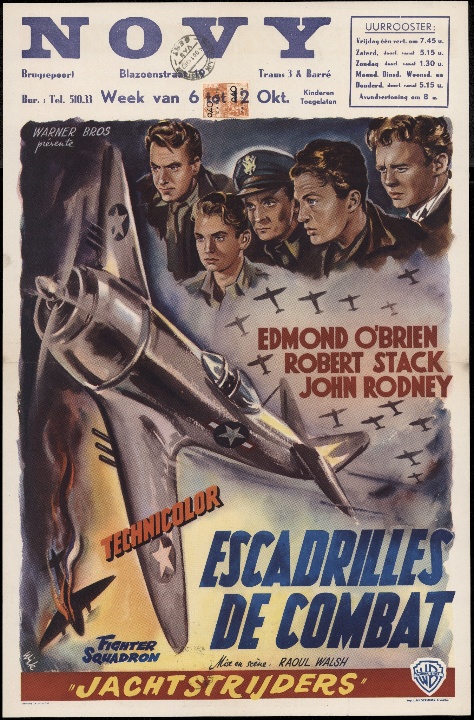 NOVY
Brugsepoort Blazoenstraat, Trams 3 & Barré
Bur.: Tel. 510.33 Week van 6 tot 12 Okt. Kinderen Toegelaten
UURROOSTER:
Vrijdag één vert. om 7.45 u.
Zaterd. doorl. vanaf 5.15 u.
Zondag doorl. vanaf 1.30 u.
Maand. Dinsd. Woensd. en
Donderd. doorl. vanaf 5.15 u.
Avondvertooning om 8 u.
WARNER BROS
presente
EDMOND O'BRIEN
ROBERT STACK
JOHN RODNEY
TECHNICOLOR
ESCADRILLES
DE COMBAT
FIGHTER
SQUADRON
Mise en scène: RAOUL WALSH
"JACHTSTRIJDERS"
WB